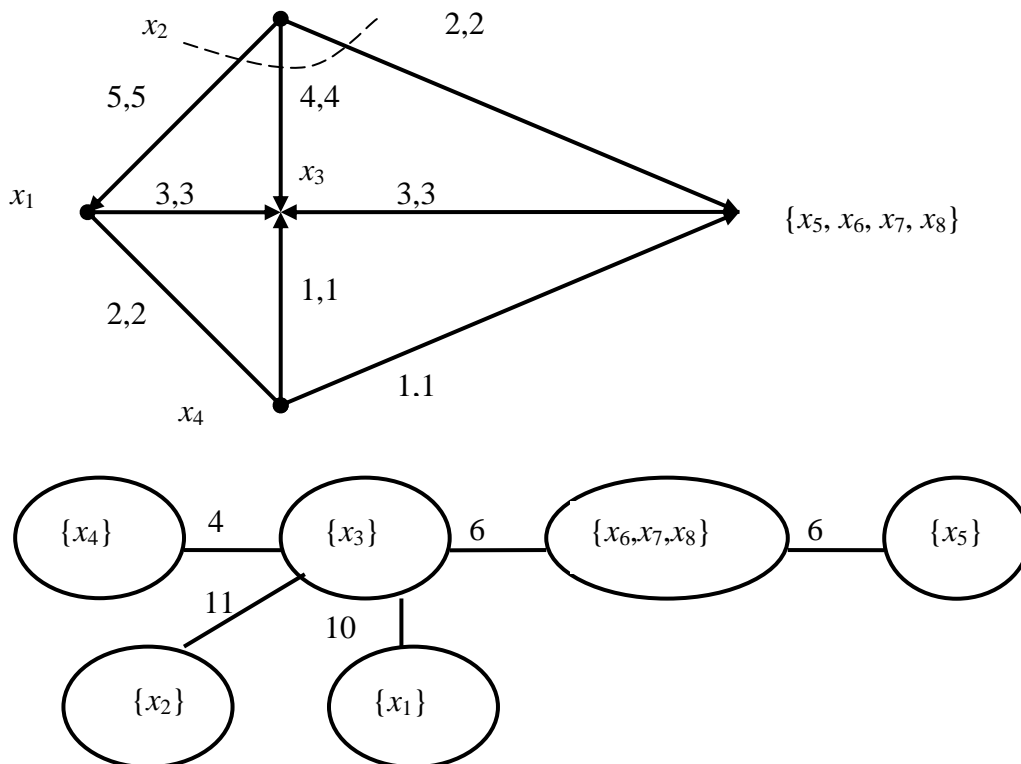 x2
2,2
5,5
4,4
x3
x1
3,3
3,3
{x5, x6, x7, x8}
1,1
2,2
1,1
x4
{x4}
4
{x3}
6
{x6,x7,x8}
6
{x5}
11
10
{x2}
{x1}